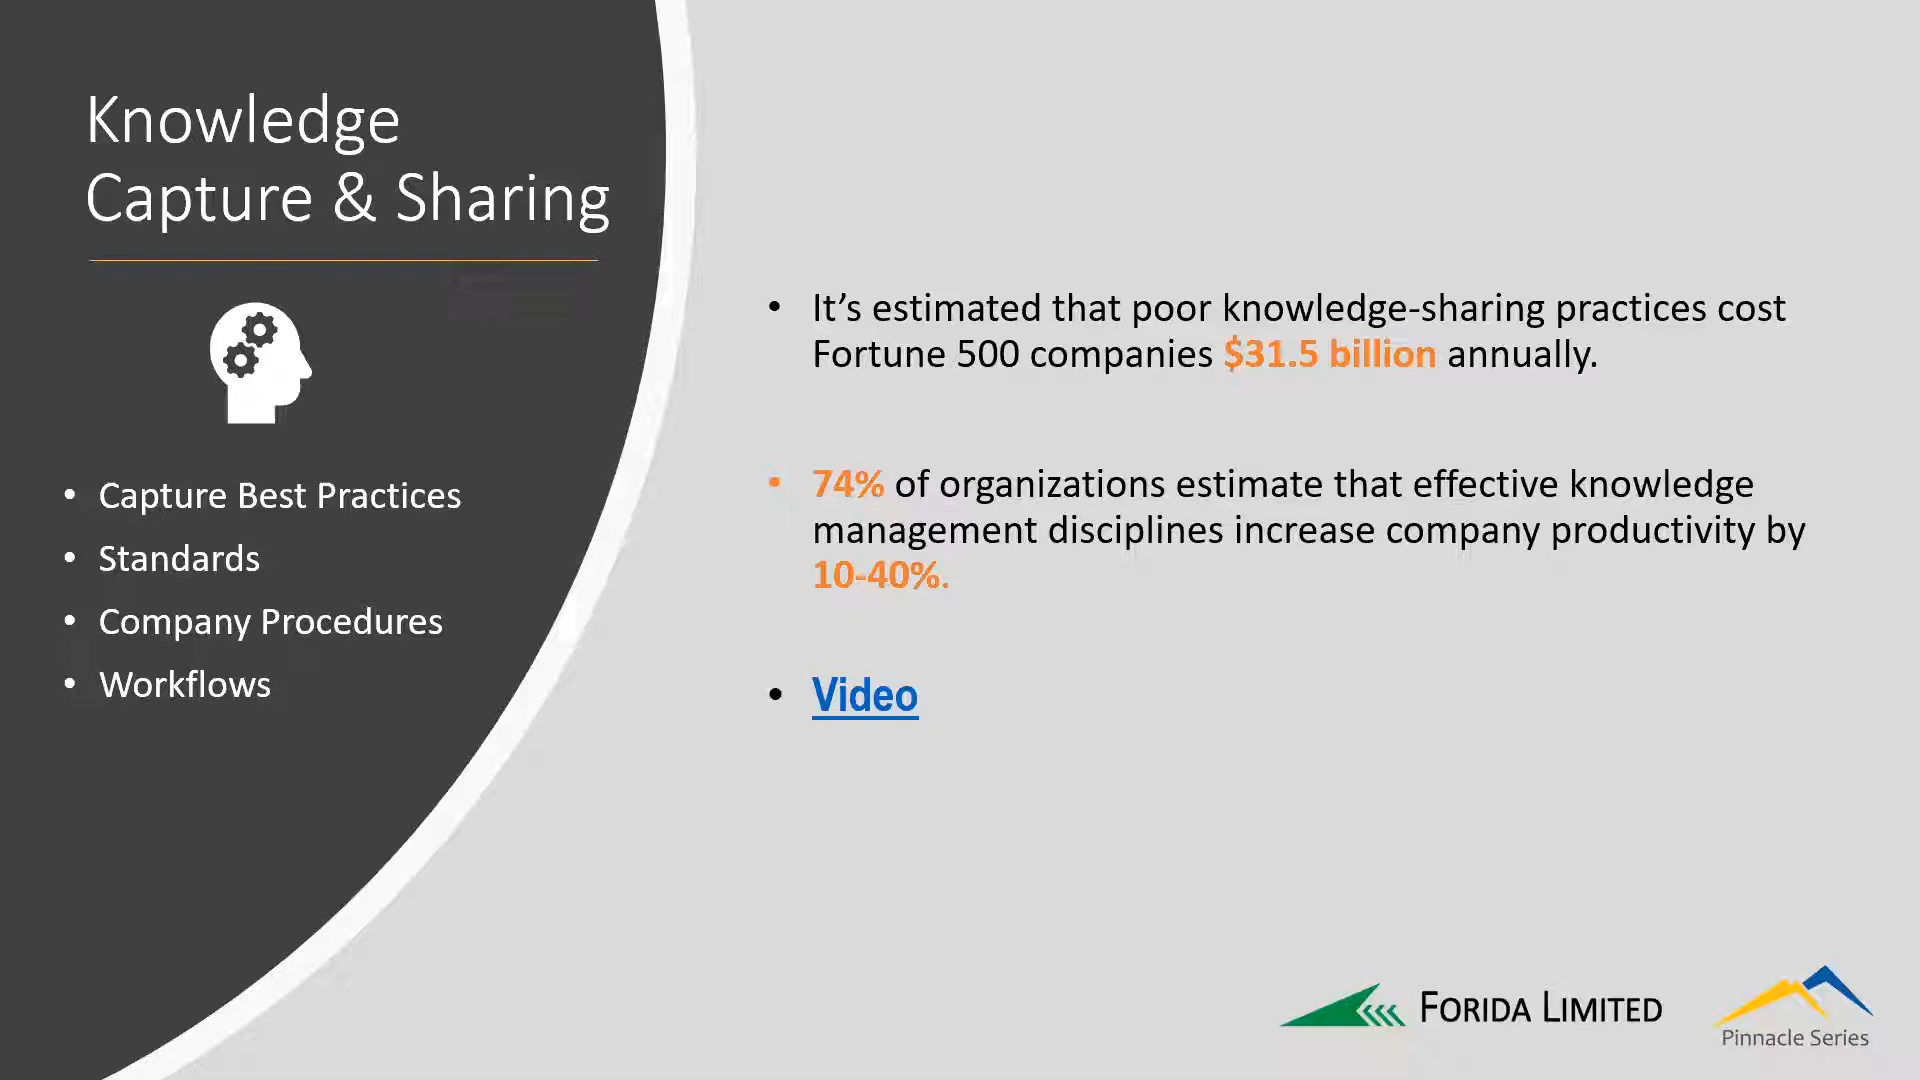 Knowledge
Capture & Sharing
• Capture Best Practices
• Standards
• Company Procedures
• Workflows
• It’s estimated that poor knowledge-sharing practices cost
Fortune 500 companies $31.5 billion annually.
• 74% of organizations estimate that effective knowledge
management disciplines increase company productivity by
10-40%.
• Video
FORIDA LIMITED
Pinnacle Series